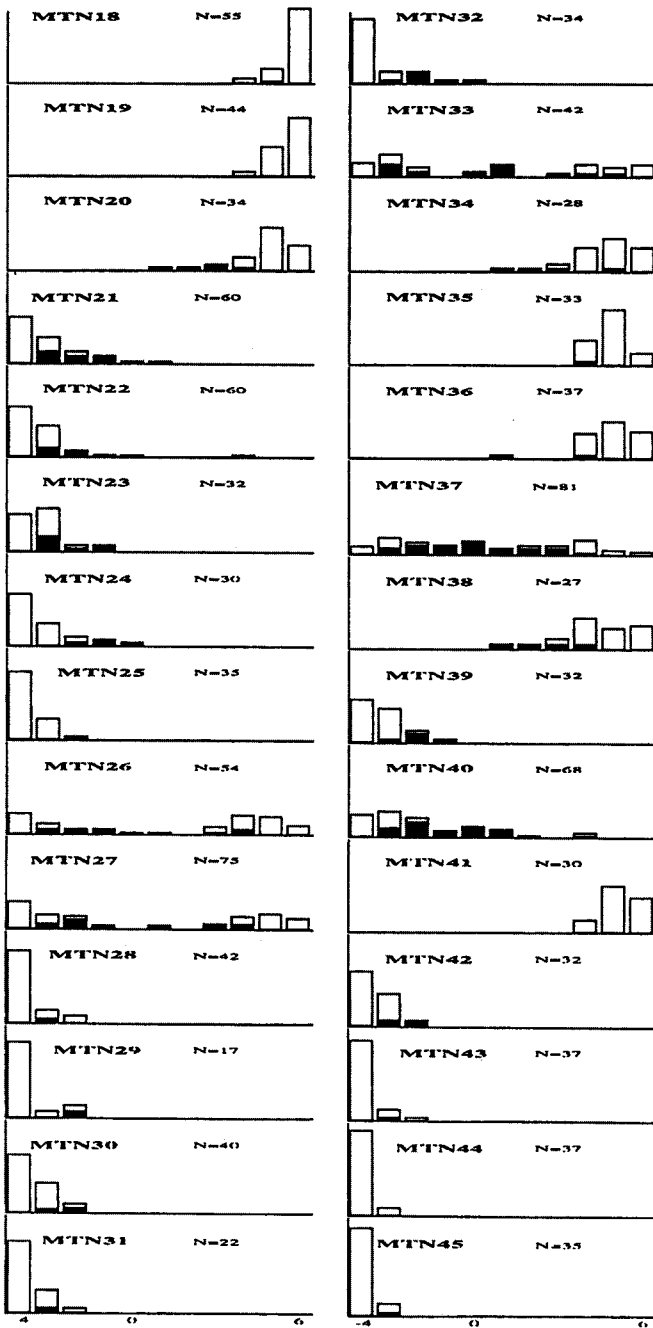 MTN18 N=55
MTN19 N=44
MTN20 N=34
MTN21 N=60
MTN22 N=60
MTN23 N=32
MTN24 N=30
MTN25 N=35
MTN26 N=54
MTN27 N=75
MTN28 N=42
MTN29 N=17
MTN30 N=40
MTN31 N=22
-4 0 6
MTN32 N=34
MTN33 N=42
MTN34 N=28
MTN35 N=33
MTN36 N=37
MTN37 N=81
MTN38 N=27
MTN39 N=32
MTN40 N=68
MTN41 N=30
MTN42 N=32
MTN43 N=37
MTN44 N=37
MTN45 N=35
-4 0 6